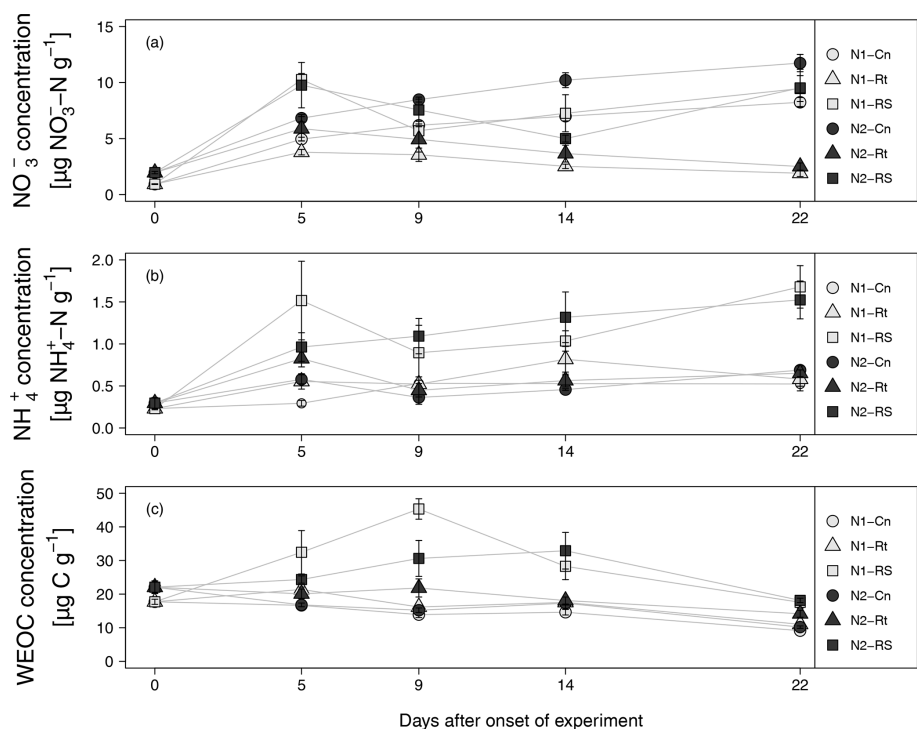 NO₃⁻ concentration
[µg NO₃⁻−N g⁻¹]
(a)
15
10
5
0
0 5 9 14 22
N1−Cn
N1−Rt
N1−RS
N2−Cn
N2−Rt
N2−RS
NH₄⁺ concentration
[µg NH₄⁺−N g⁻¹]
(b)
2.0
1.5
1.0
0.5
0.0
0 5 9 14 22
N1−Cn
N1−Rt
N1−RS
N2−Cn
N2−Rt
N2−RS
WEOC concentration
[µg C g⁻¹]
(c)
50
40
30
20
10
0
0 5 9 14 22
N1−Cn
N1−Rt
N1−RS
N2−Cn
N2−Rt
N2−RS
Days after onset of experiment